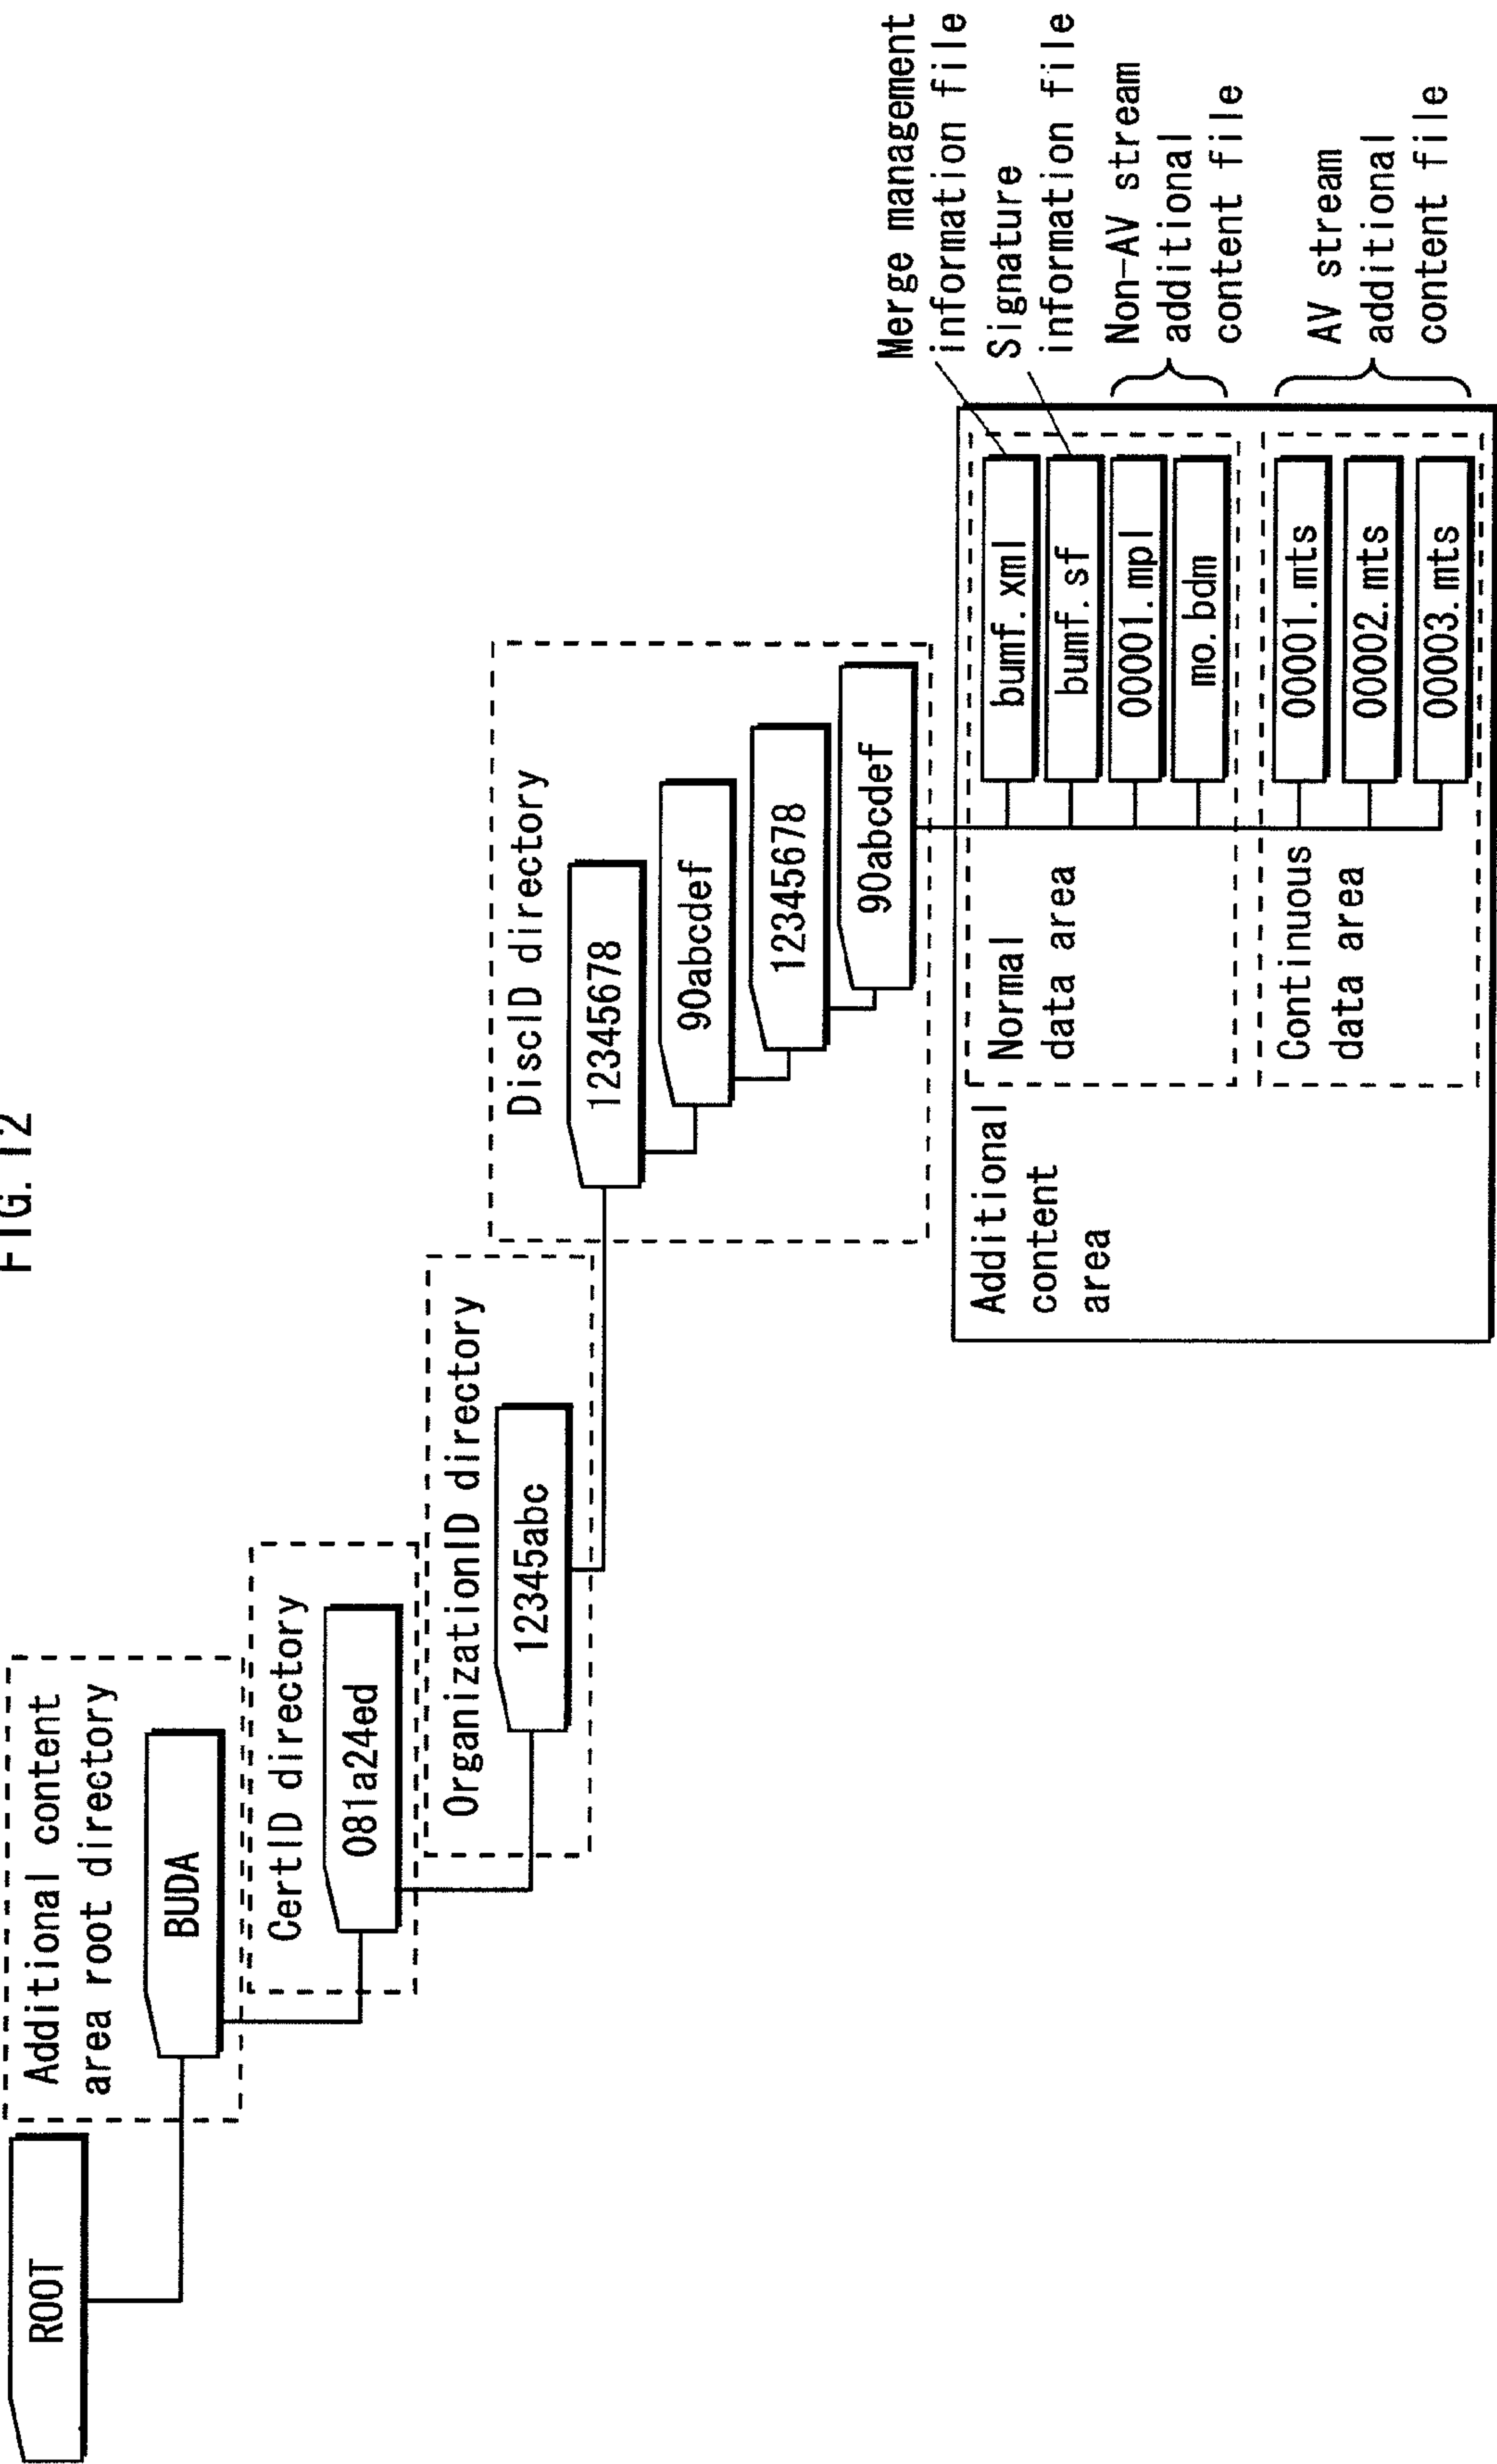 FIG. 12
ROOT
Additional content
area root directory
BUDA
CertID directory
081a24ed
OrganizationID directory
12345abc
DiscID directory
12345678
90abcdef
12345678
90abcdef
Additional
content
area
Normal
data area
bumf.xml
bumf.sf
00001.mpl
mo.bdm
Continuous
data area
00001.mts
00002.mts
00003.mts
Merge management
information file
Signature
information file
Non-AV stream
additional
content file
AV stream
additional
content file